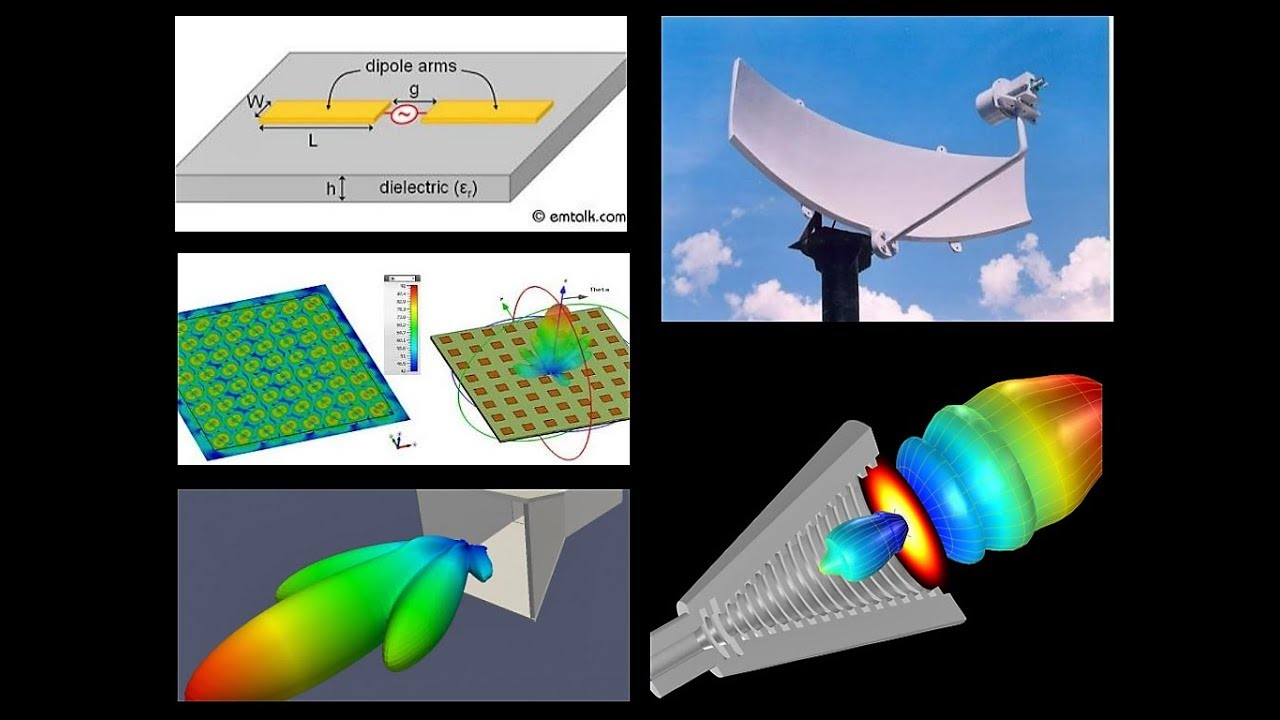 dipole arms
W
g
~
L
h
dielectric (εr)
© emtalk.com
Theta